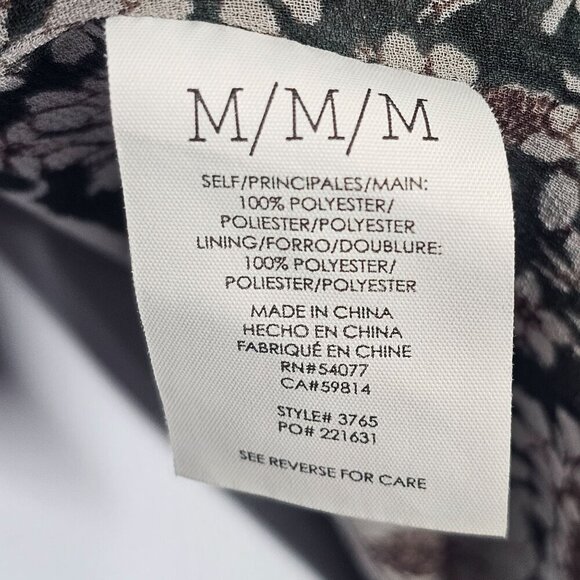 M/M/M
SELF/PRINCIPALES/MAIN:
100% POLYESTER/
POLIESTER/POLYESTER
LINING/FORRO/DOUBLURE:
100% POLYESTER/
POLIESTER/POLYESTER
MADE IN CHINA
HECHO EN CHINA
FABRIQUÉ EN CHINE
RN#54077
CA#59814
STYLE# 3765
PO# 221631
SEE REVERSE FOR CARE